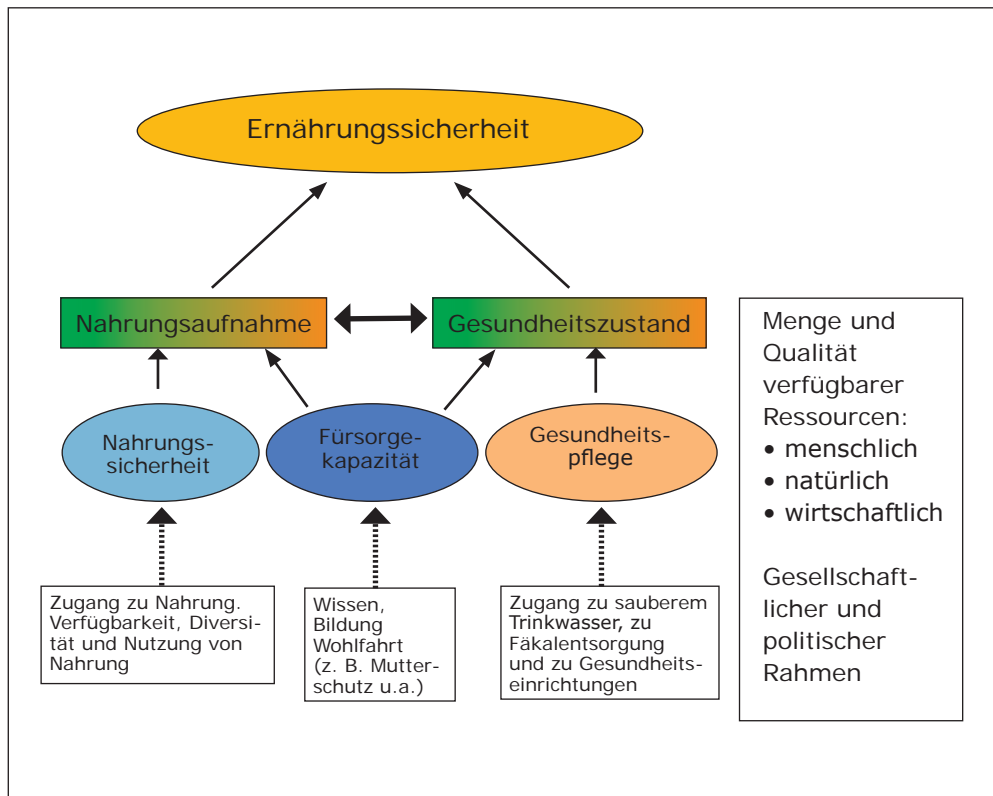 Ernährungssicherheit
Nahrungsaufnahme
Gesundheitszustand
Nahrungs-
sicherheit
Fürsorge-
kapazität
Gesundheits-
pflege
Zugang zu Nahrung.
Verfügbarkeit, Diversi-
tät und Nutzung von
Nahrung
Wissen,
Bildung
Wohlfahrt
(z. B. Mutter-
schutz u.a.)
Zugang zu sauberem
Trinkwasser, zu
Fäkalentsorgung
und zu Gesundheits-
einrichtungen
Menge und
Qualität
verfügbarer
Ressourcen:
• menschlich
• natürlich
• wirtschaftlich
Gesellschaft-
licher und
politischer
Rahmen